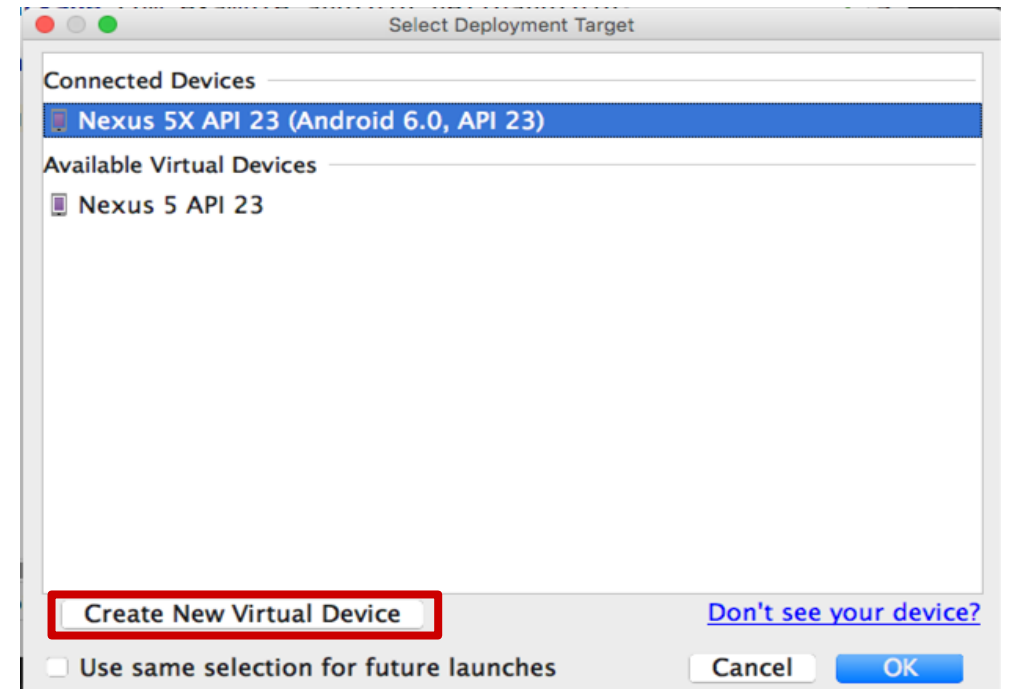 Select Deployment Target
Connected Devices
Nexus 5X API 23 (Android 6.0, API 23)
Available Virtual Devices
Nexus 5 API 23
Create New Virtual Device
Don't see your device?
Use same selection for future launches
Cancel
OK